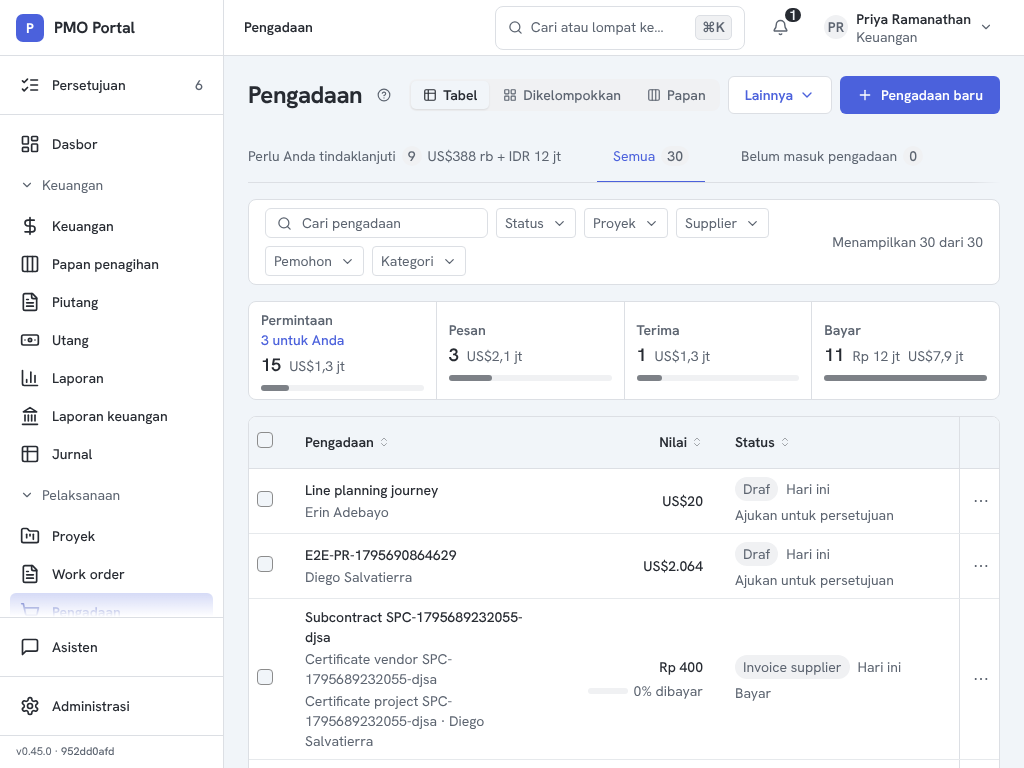 P PMO Portal
Pengadaan
Cari atau lompat ke... ⌘K
1
PR Priya Ramanathan
Keuangan
Persetujuan 6
Dasbor
Keuangan
Keuangan
Papan penagihan
Piutang
Utang
Laporan
Laporan keuangan
Jurnal
Pelaksanaan
Proyek
Work order
Pengadaan
Asisten
Administrasi
v0.45.0 · 952dd0afd
Pengadaan
Tabel Dikelompokkan Papan
Lainnya
Pengadaan baru
Perlu Anda tindaklanjuti 9 US$388 rb + IDR 12 jt
Semua 30
Belum masuk pengadaan 0
Cari pengadaan
Status Proyek Supplier
Pemohon Kategori
Menampilkan 30 dari 30
Permintaan
3 untuk Anda
15 US$1,3 jt
Pesan
3 US$2,1 jt
Terima
1 US$1,3 jt
Bayar
11 Rp 12 jt US$7,9 jt
Pengadaan Nilai Status
Line planning journey
Erin Adebayo
US$20
Draf Hari ini
Ajukan untuk persetujuan
E2E-PR-1795690864629
Diego Salvatierra
US$2.064
Draf Hari ini
Ajukan untuk persetujuan
Subcontract SPC-1795689232055-
djsa
Certificate vendor SPC-
1795689232055-djsa
Certificate project SPC-
1795689232055-djsa · Diego
Salvatierra
Rp 400
0% dibayar
Invoice supplier Hari ini
Bayar